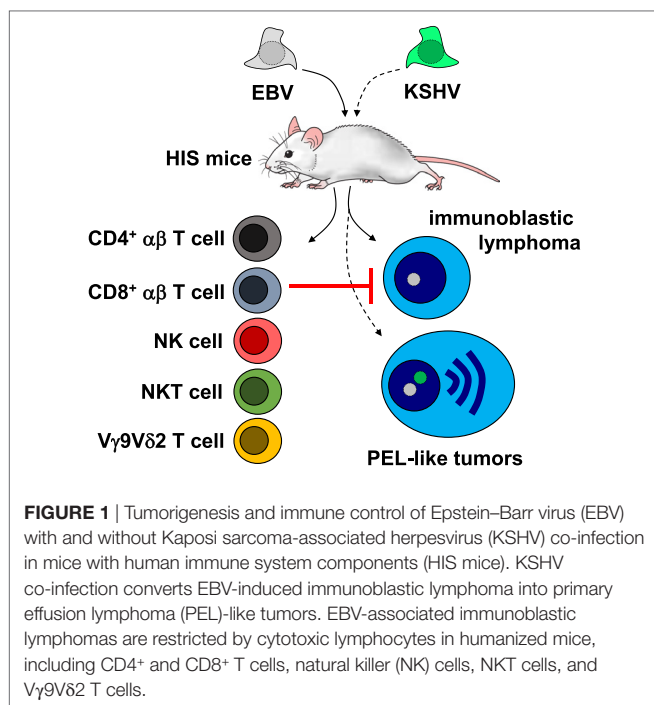 EBV
KSHV
HIS mice
CD4⁺ αβ T cell
CD8⁺ αβ T cell
NK cell
NKT cell
Vγ9Vδ2 T cell
immunoblastic
lymphoma
PEL-like tumors
FIGURE 1 | Tumorigenesis and immune control of Epstein–Barr virus (EBV)
with and without Kaposi sarcoma-associated herpesvirus (KSHV) co-infection
in mice with human immune system components (HIS mice). KSHV
co-infection converts EBV-induced immunoblastic lymphoma into primary
effusion lymphoma (PEL)-like tumors. EBV-associated immunoblastic
lymphomas are restricted by cytotoxic lymphocytes in humanized mice,
including CD4⁺ and CD8⁺ T cells, natural killer (NK) cells, NKT cells, and
Vγ9Vδ2 T cells.